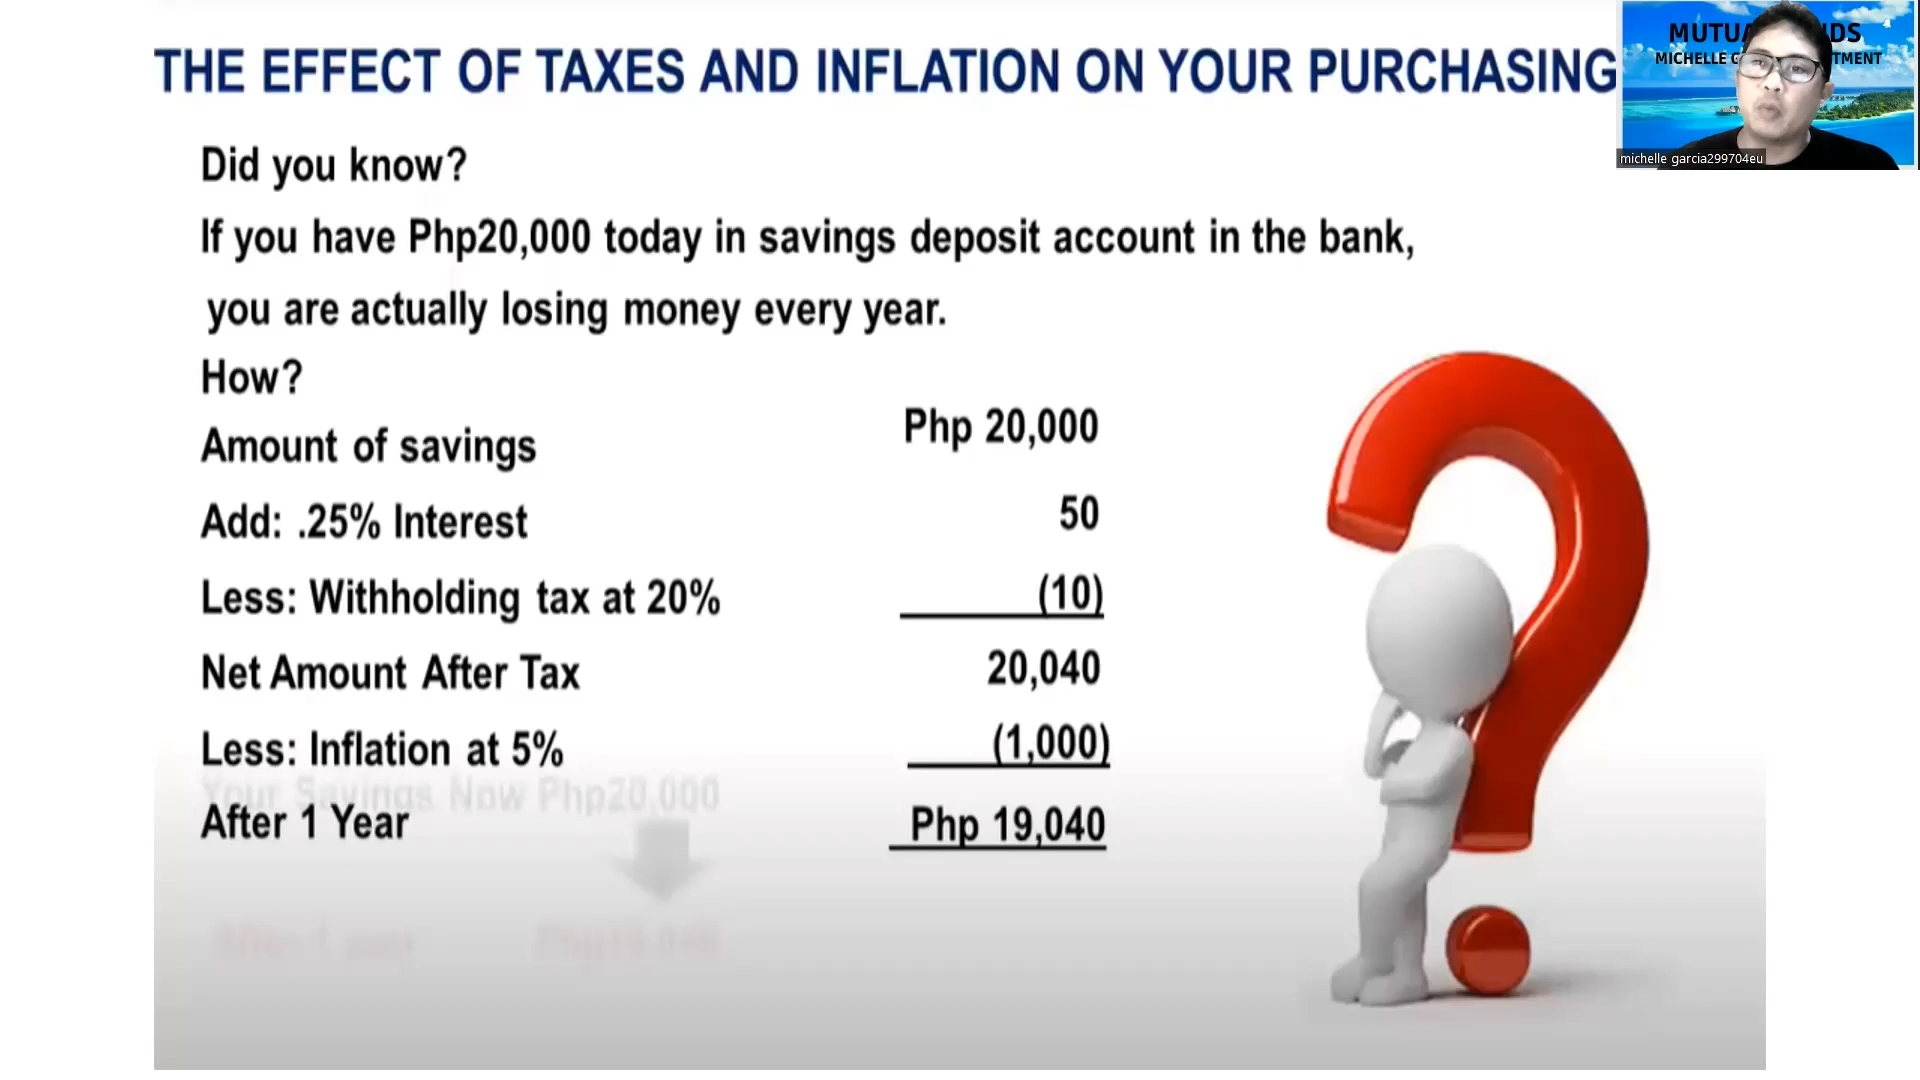 THE EFFECT OF TAXES AND INFLATION ON YOUR PURCHASING
MICHELLE
michelle garcia299704eu
Did you know?
If you have Php20,000 today in savings deposit account in the bank,
you are actually losing money every year.
How?
Amount of savings Php 20,000
Add: .25% Interest 50
Less: Withholding tax at 20% (10)
Net Amount After Tax 20,040
Less: Inflation at 5% (1,000)
Your Savings Now Php20,000
After 1 Year Php 19,040